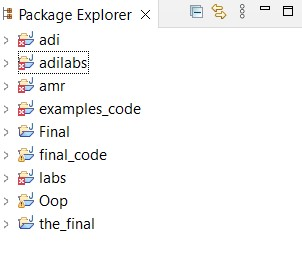 Package Explorer
adi
adilabs
amr
examples_code
Final
final_code
labs
Oop
the_final